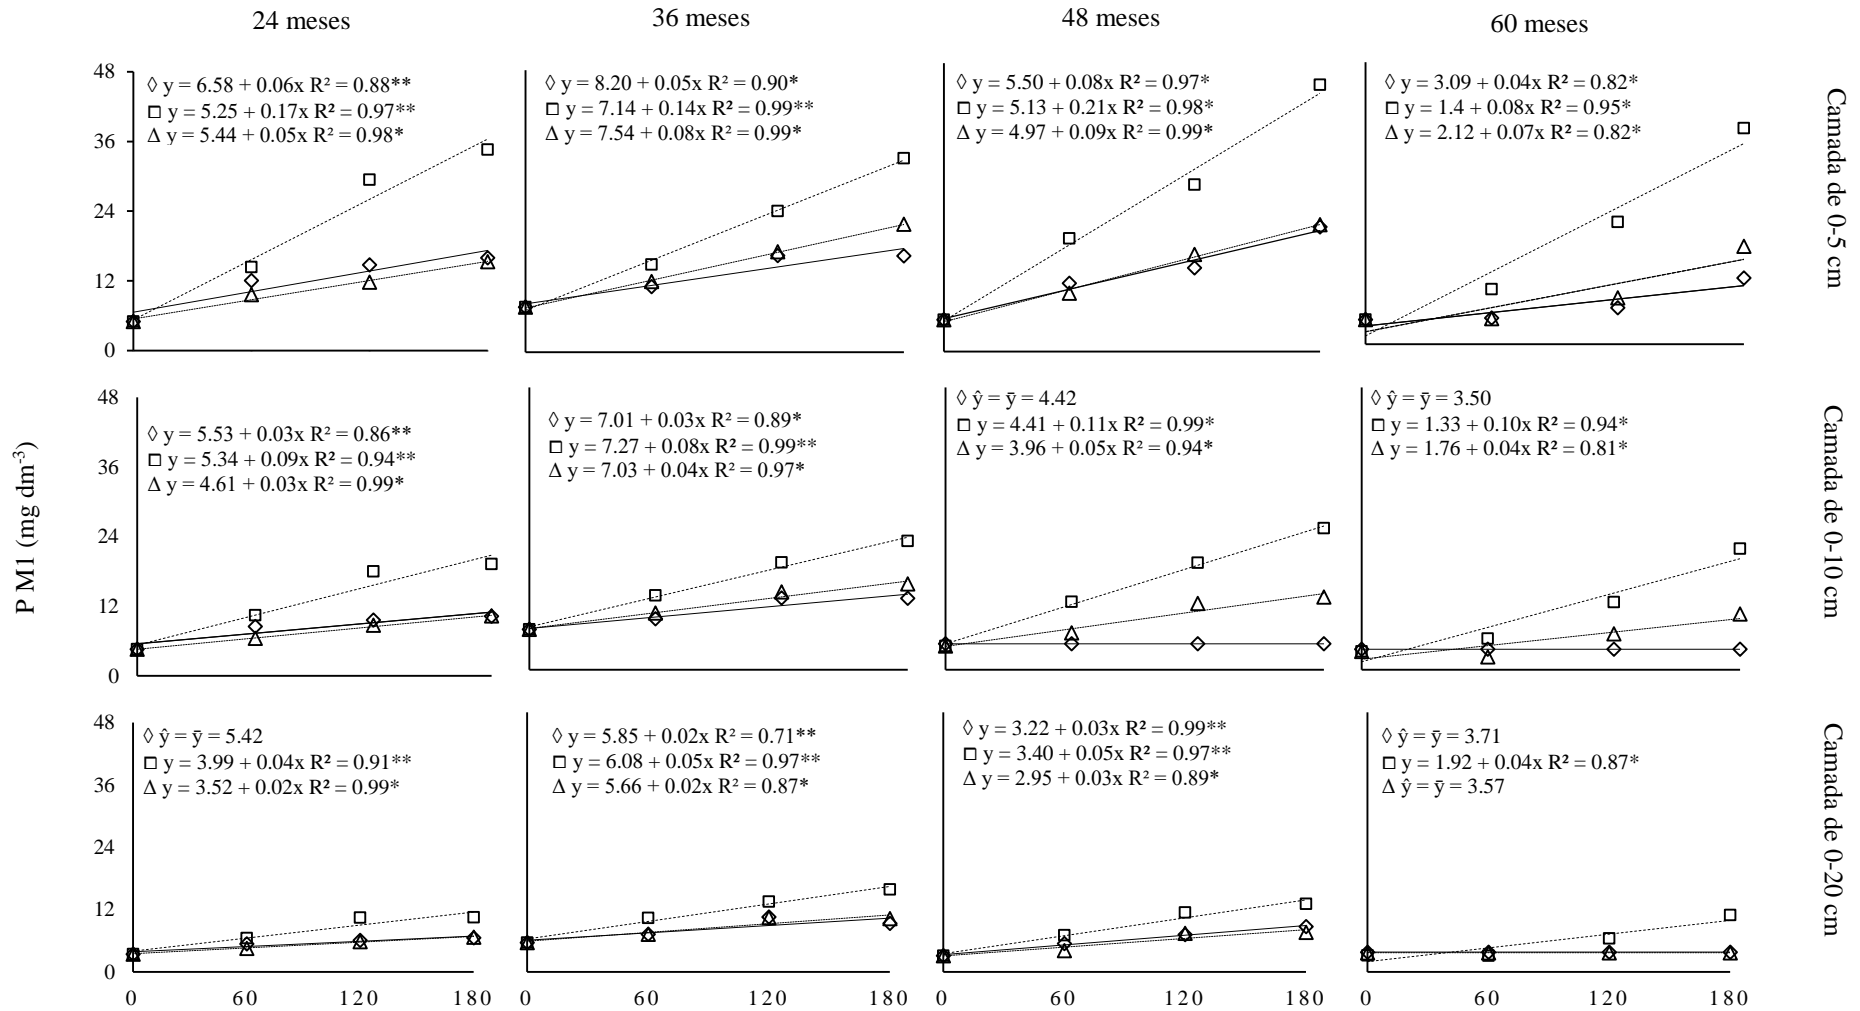 24 meses
36 meses
48 meses
60 meses
48
36
24
12
0
◊ y = 6.58 + 0.06x R² = 0.88**
□ y = 5.25 + 0.17x R² = 0.97**
Δ y = 5.44 + 0.05x R² = 0.98*
◊ y = 8.20 + 0.05x R² = 0.90*
□ y = 7.14 + 0.14x R² = 0.99**
Δ y = 7.54 + 0.08x R² = 0.99*
◊ y = 5.50 + 0.08x R² = 0.97*
□ y = 5.13 + 0.21x R² = 0.98*
Δ y = 4.97 + 0.09x R² = 0.99*
◊ y = 3.09 + 0.04x R² = 0.82*
□ y = 1.4 + 0.08x R² = 0.95*
Δ y = 2.12 + 0.07x R² = 0.82*
Camada de 0-5 cm
P M1 (mg dm⁻³)
48
36
24
12
0
◊ y = 5.53 + 0.03x R² = 0.86**
□ y = 5.34 + 0.09x R² = 0.94**
Δ y = 4.61 + 0.03x R² = 0.99*
◊ y = 7.01 + 0.03x R² = 0.89*
□ y = 7.27 + 0.08x R² = 0.99**
Δ y = 7.03 + 0.04x R² = 0.97*
◊ ŷ = ȳ = 4.42
□ y = 4.41 + 0.11x R² = 0.99*
Δ y = 3.96 + 0.05x R² = 0.94*
◊ ŷ = ȳ = 3.50
□ y = 1.33 + 0.10x R² = 0.94*
Δ y = 1.76 + 0.04x R² = 0.81*
Camada de 0-10 cm
48
36
24
12
0
◊ ŷ = ȳ = 5.42
□ y = 3.99 + 0.04x R² = 0.91**
Δ y = 3.52 + 0.02x R² = 0.99*
◊ y = 5.85 + 0.02x R² = 0.71**
□ y = 6.08 + 0.05x R² = 0.97**
Δ y = 5.66 + 0.02x R² = 0.87*
◊ y = 3.22 + 0.03x R² = 0.99**
□ y = 3.40 + 0.05x R² = 0.97**
Δ y = 2.95 + 0.03x R² = 0.89*
◊ ŷ = ȳ = 3.71
□ y = 1.92 + 0.04x R² = 0.87*
Δ ŷ = ȳ = 3.57
Camada de 0-20 cm
0 60 120 180
0 60 120 180
0 60 120 180
0 60 120 180